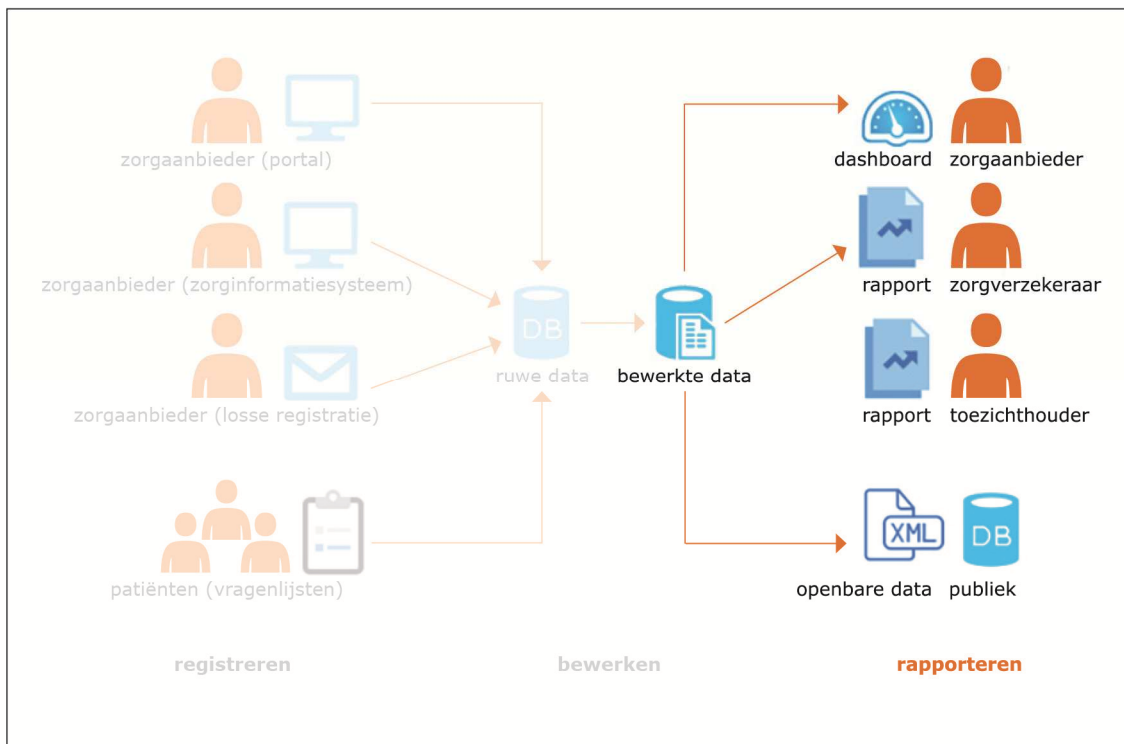 zorgaanbieder (portal)
zorgaanbieder (zorginformatiesysteem)
zorgaanbieder (losse registratie)
patiënten (vragenlijsten)
registreren
DB
ruwe data
bewerkte data
bewerken
dashboard zorgaanbieder
rapport zorgverzekeraar
rapport toezichthouder
XML DB
openbare data publiek
rapporteren